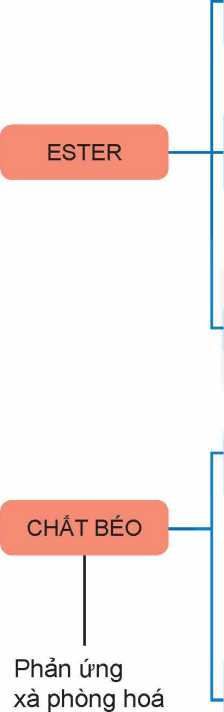 ESTER
CHẤT BÉO
Phản ứng
xà phòng hoá